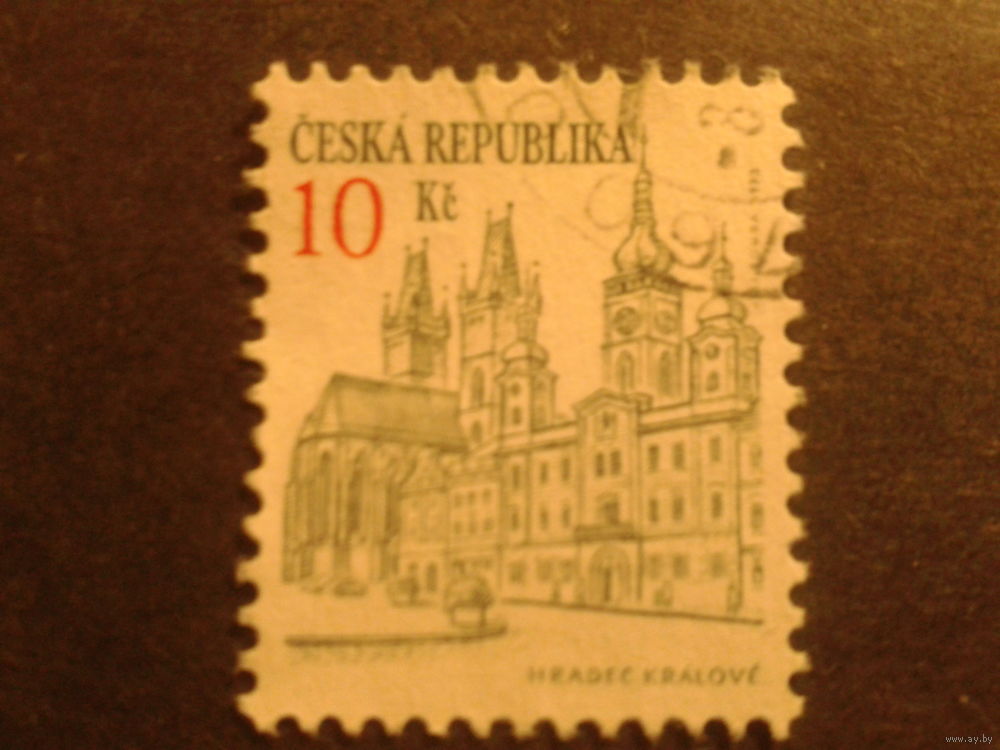 ČESKÁ REPUBLIKA
10 Kč
HRADEC KRÁLOVÉ
www.ay.by